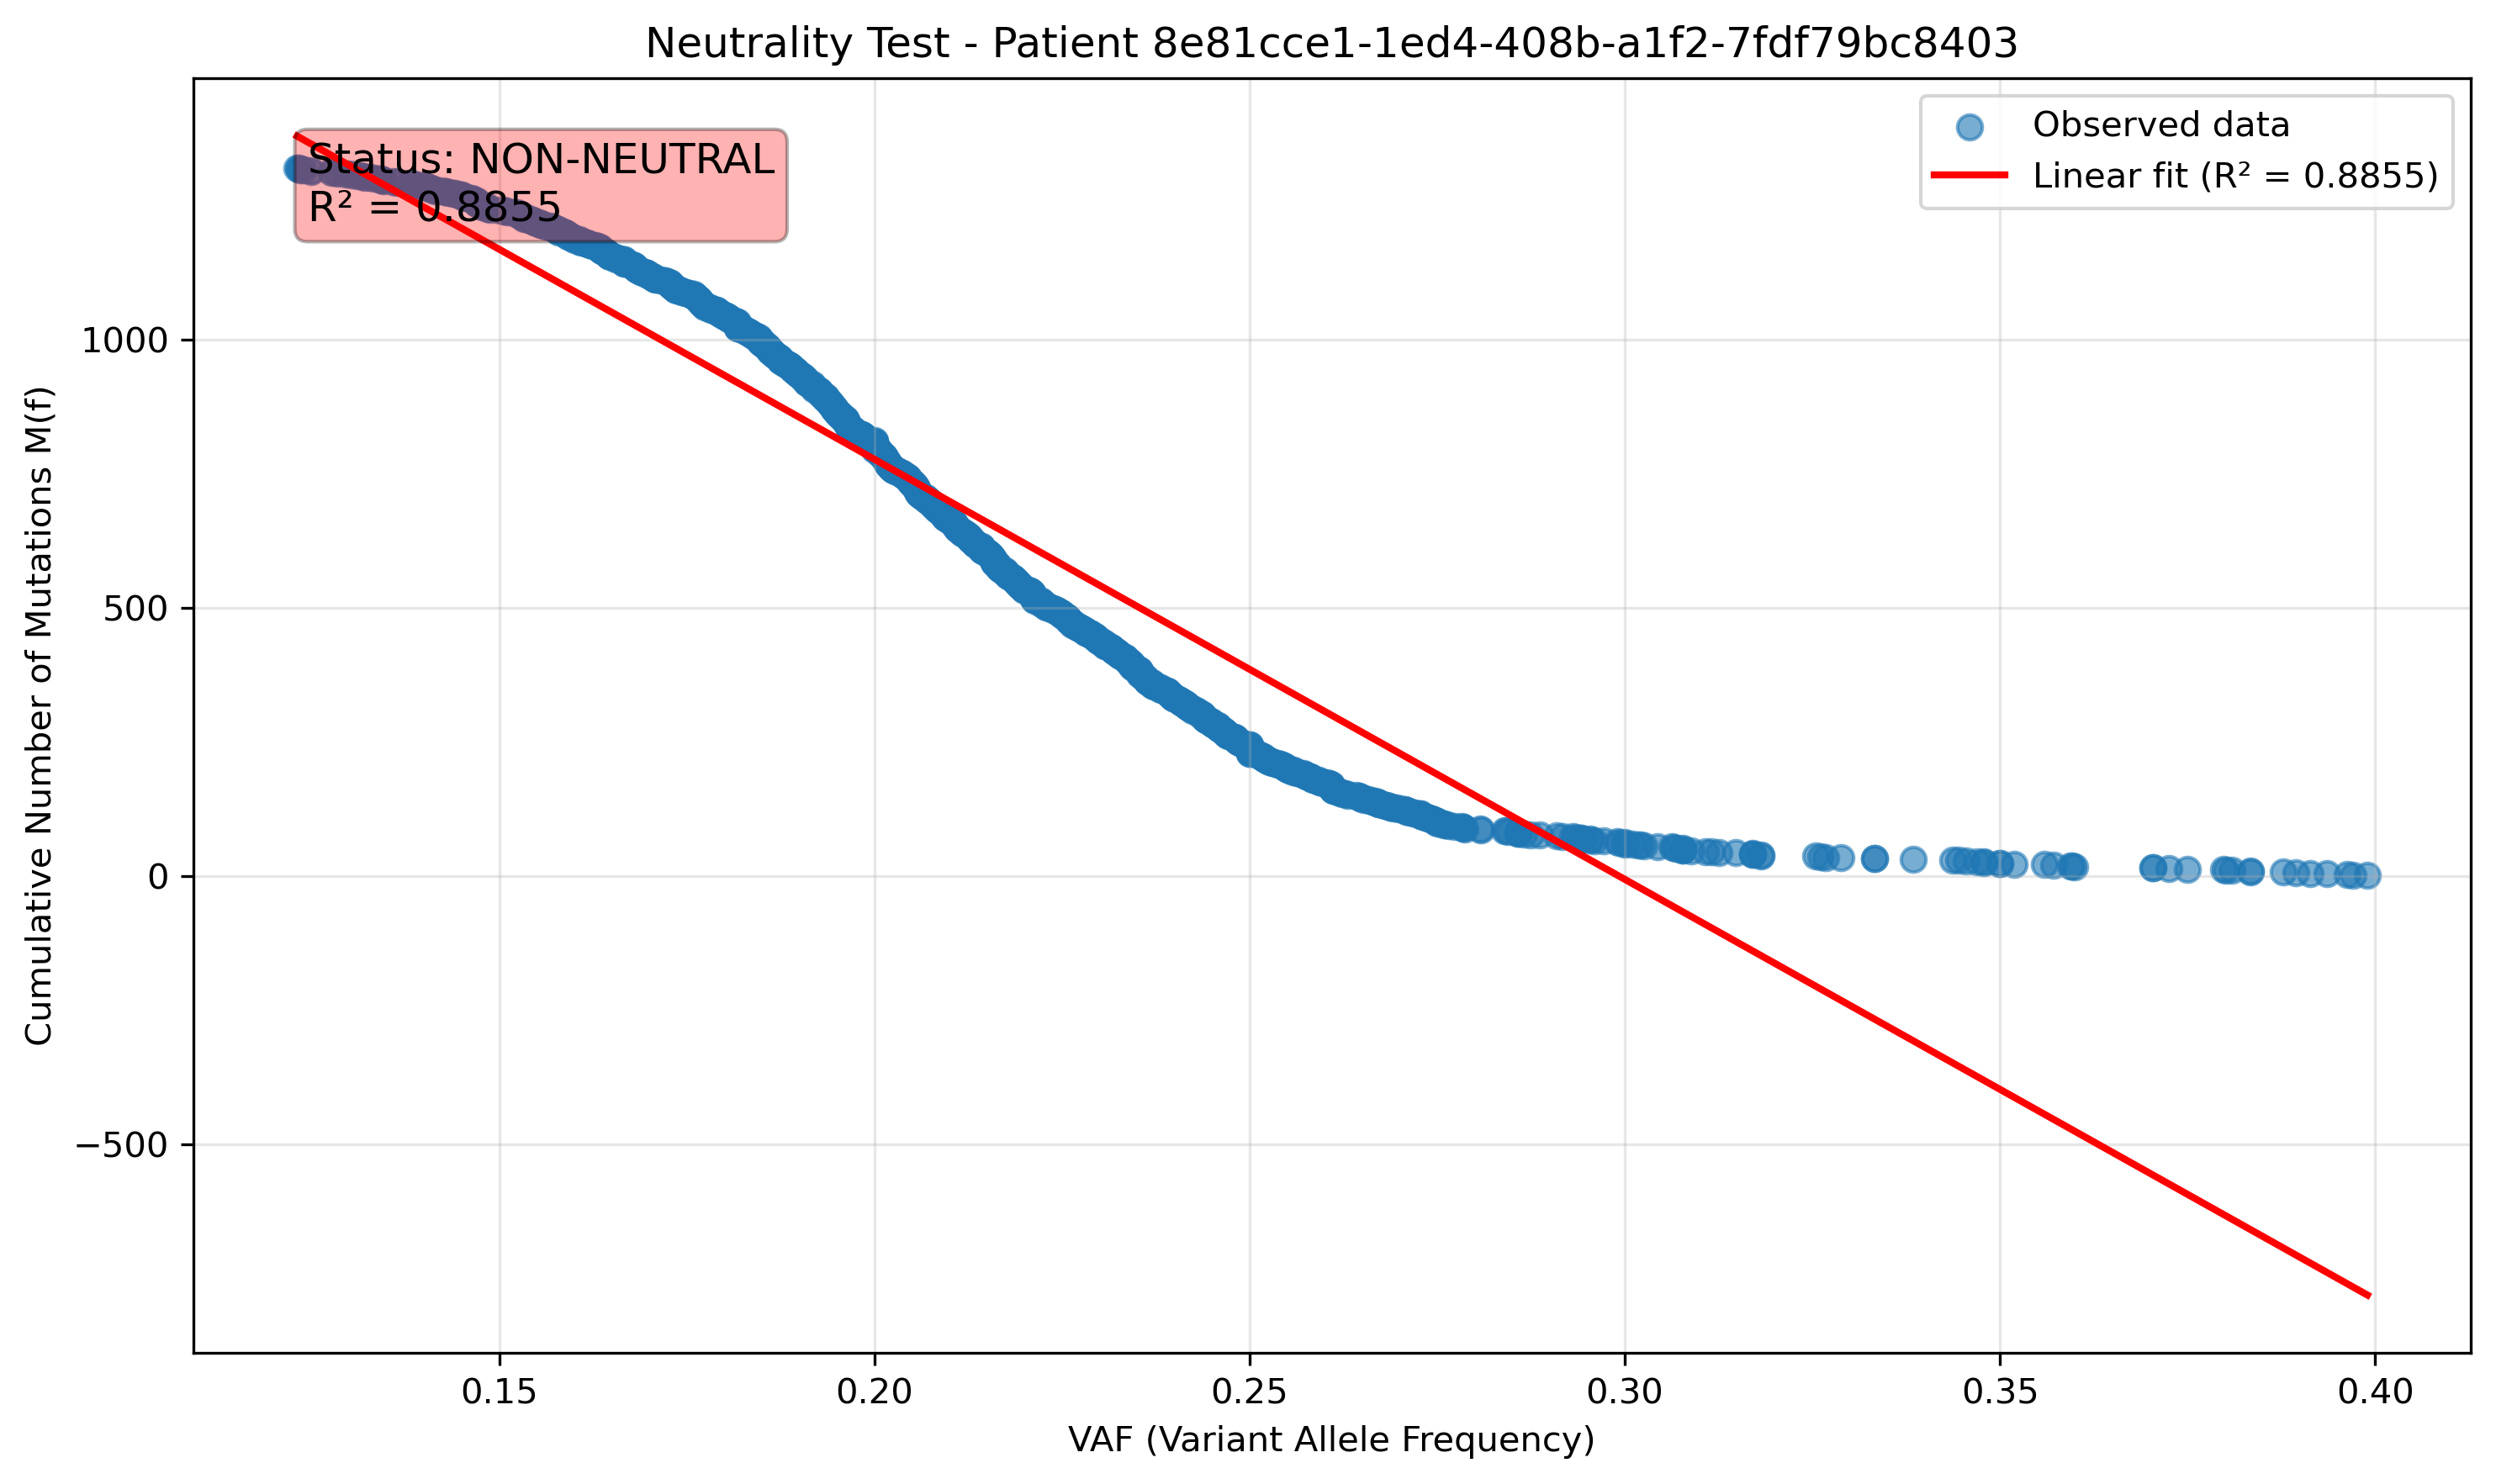 Neutrality Test - Patient 8e81cce1-1ed4-408b-a1f2-7fdf79bc8403
Status: NON-NEUTRAL
R² = 0.8855
Observed data
Linear fit (R² = 0.8855)
Cumulative Number of Mutations M(f)
1000
500
0
−500
0.15
0.20
0.25
0.30
0.35
0.40
VAF (Variant Allele Frequency)